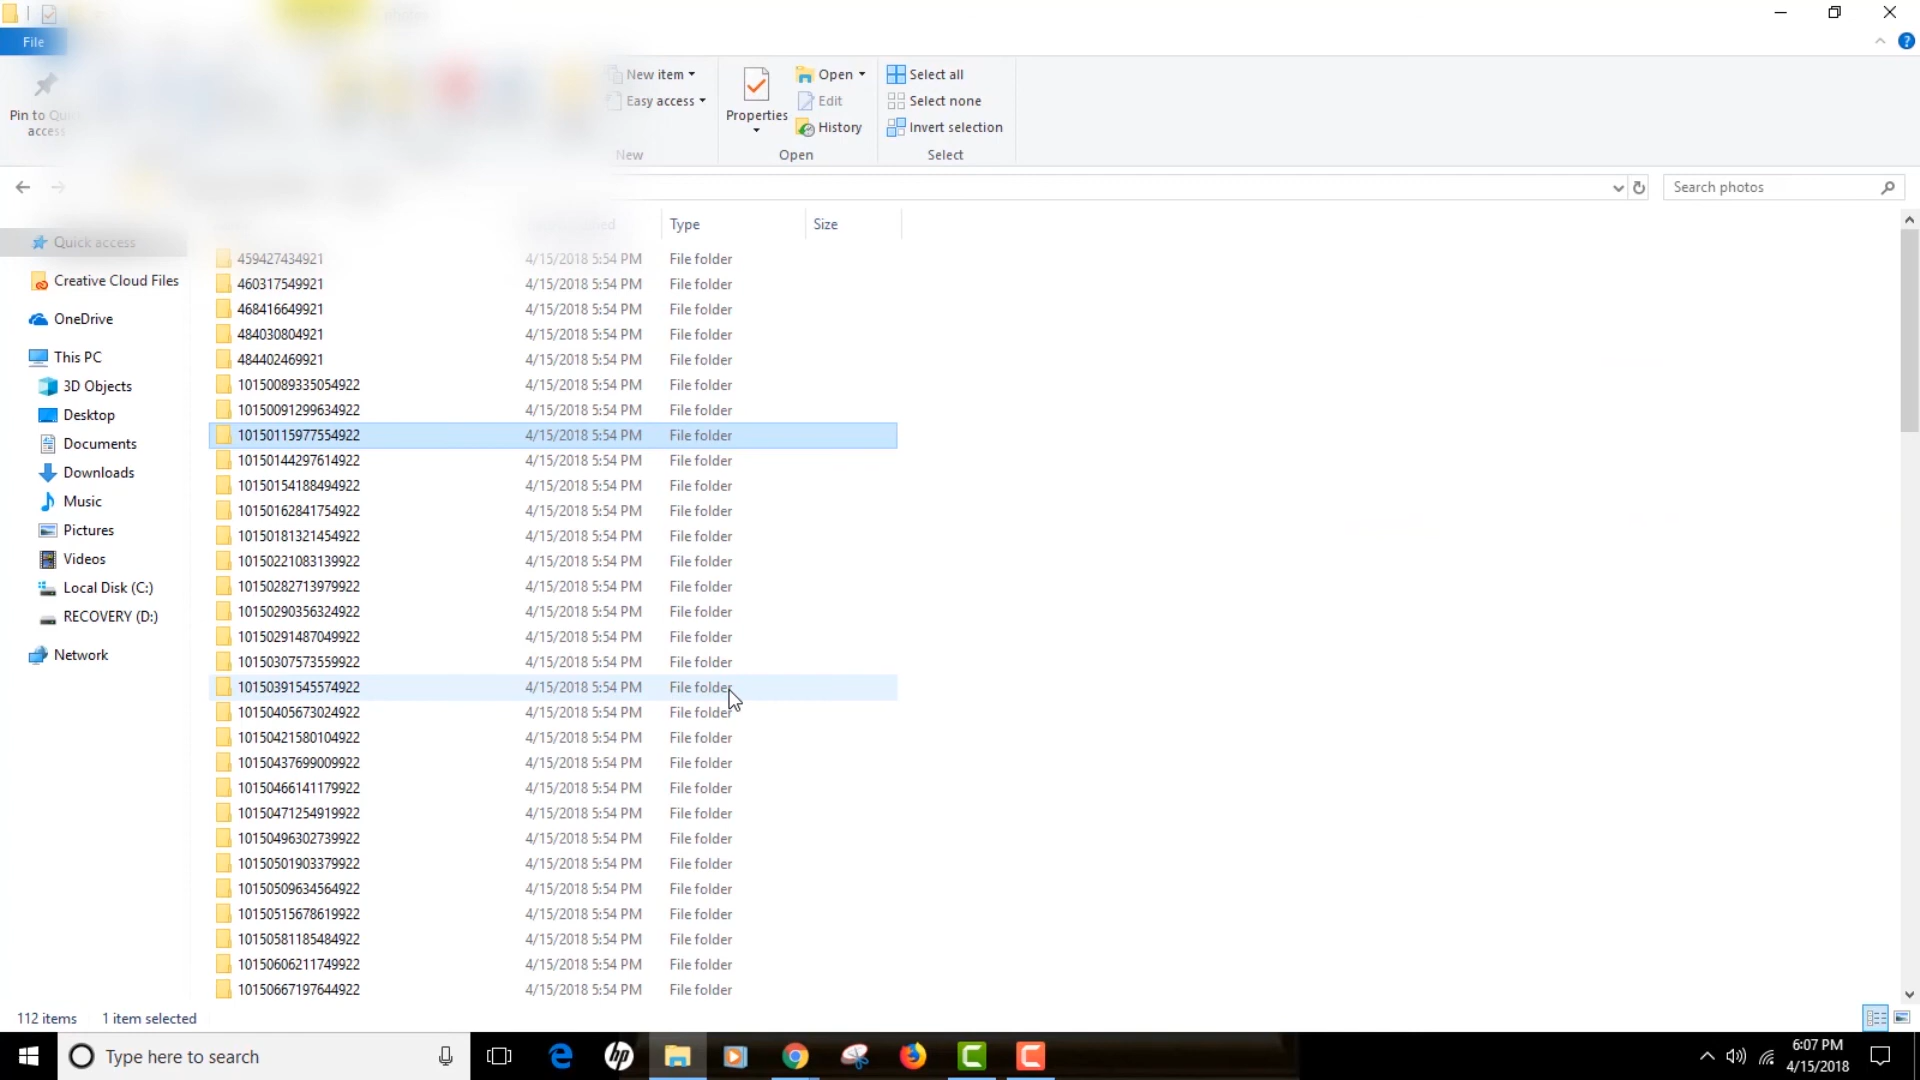 File
Pin to Quick
access
New item
Easy access
New
Properties
Open
Edit
History
Open
Select all
Select none
Invert selection
Select
Search photos
Type
Size
Quick access
Creative Cloud Files
OneDrive
This PC
3D Objects
Desktop
Documents
Downloads
Music
Pictures
Videos
Local Disk (C:)
RECOVERY (D:)
Network
459427434921 4/15/2018 5:54 PM File folder
460317549921 4/15/2018 5:54 PM File folder
468416649921 4/15/2018 5:54 PM File folder
484030804921 4/15/2018 5:54 PM File folder
484402469921 4/15/2018 5:54 PM File folder
10150089335054922 4/15/2018 5:54 PM File folder
10150091299634922 4/15/2018 5:54 PM File folder
10150115977554922 4/15/2018 5:54 PM File folder
10150144297614922 4/15/2018 5:54 PM File folder
10150154188494922 4/15/2018 5:54 PM File folder
10150162841754922 4/15/2018 5:54 PM File folder
10150181321454922 4/15/2018 5:54 PM File folder
10150221083139922 4/15/2018 5:54 PM File folder
10150282713979922 4/15/2018 5:54 PM File folder
10150290356324922 4/15/2018 5:54 PM File folder
10150291487049922 4/15/2018 5:54 PM File folder
10150307573559922 4/15/2018 5:54 PM File folder
10150391545574922 4/15/2018 5:54 PM File folder
10150405673024922 4/15/2018 5:54 PM File folder
10150421580104922 4/15/2018 5:54 PM File folder
10150437699009922 4/15/2018 5:54 PM File folder
10150466141179922 4/15/2018 5:54 PM File folder
10150471254919922 4/15/2018 5:54 PM File folder
10150496302739922 4/15/2018 5:54 PM File folder
10150501903379922 4/15/2018 5:54 PM File folder
10150509634564922 4/15/2018 5:54 PM File folder
10150515678619922 4/15/2018 5:54 PM File folder
10150581185484922 4/15/2018 5:54 PM File folder
10150606211749922 4/15/2018 5:54 PM File folder
10150667197644922 4/15/2018 5:54 PM File folder
112 items 1 item selected
Type here to search
hp
6:07 PM
4/15/2018